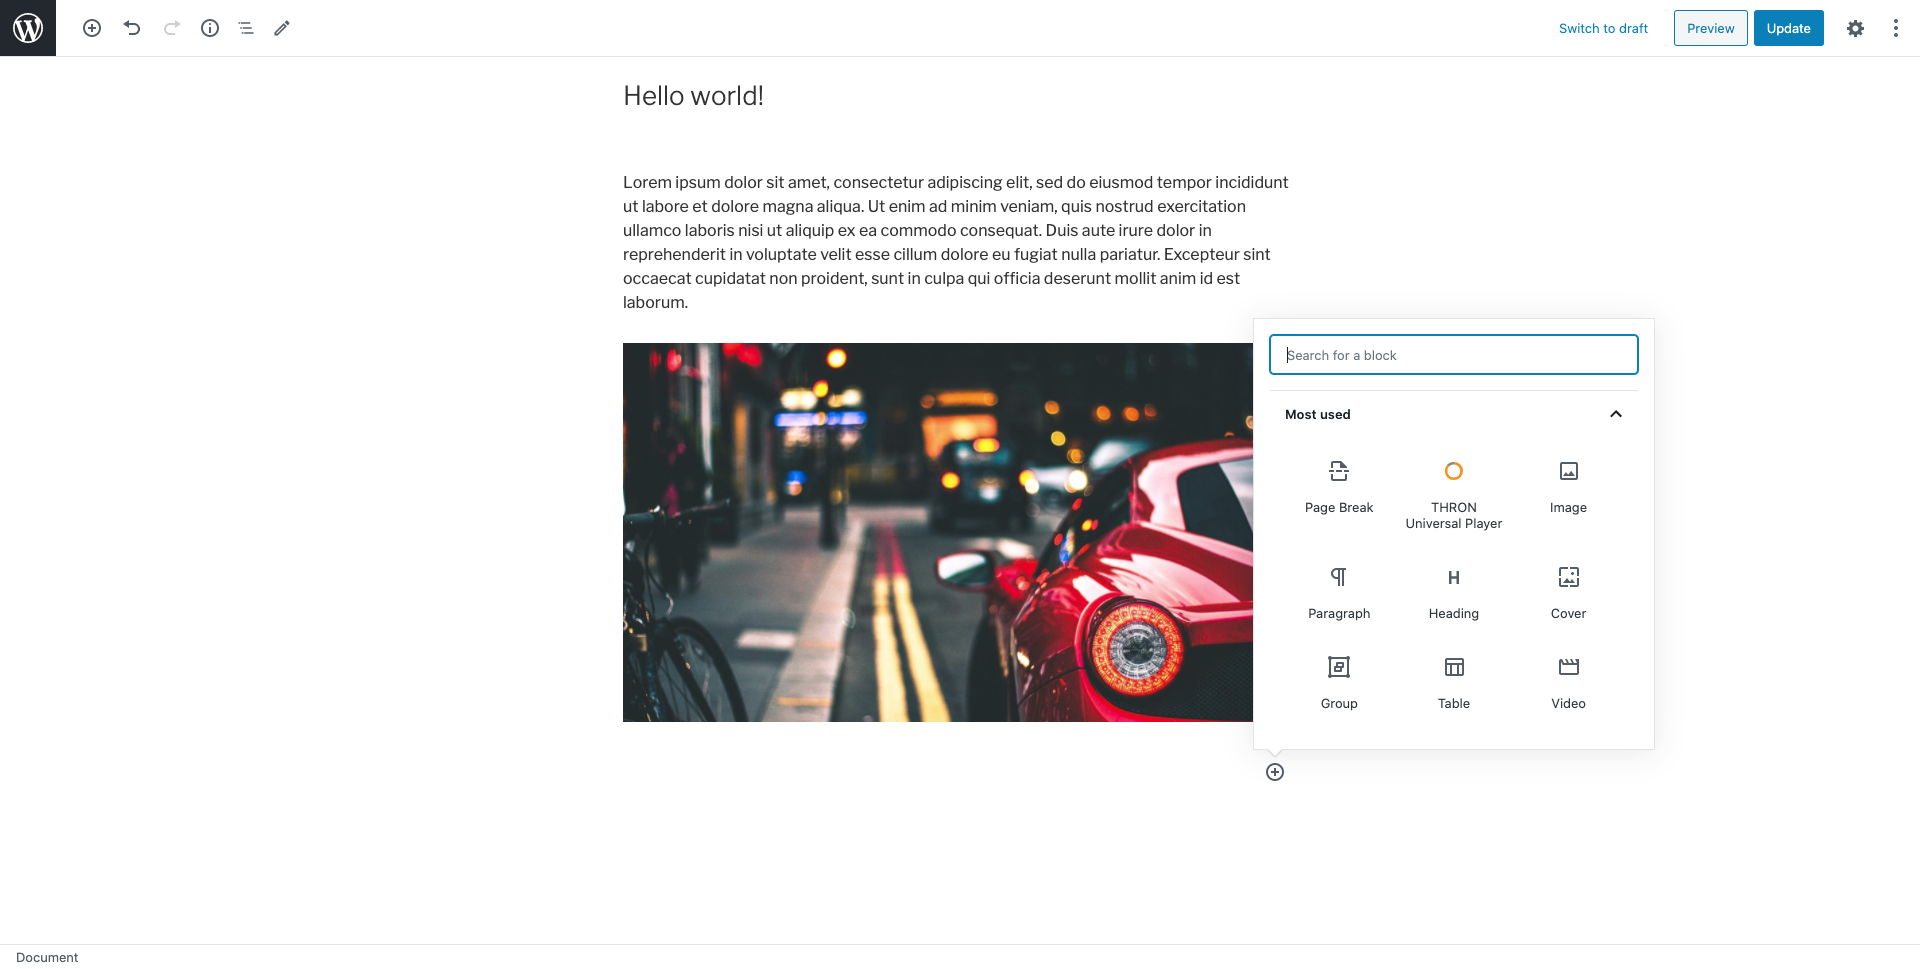 Switch to draft
Preview
Update
Hello world!
Lorem ipsum dolor sit amet, consectetur adipiscing elit, sed do eiusmod tempor incididunt
ut labore et dolore magna aliqua. Ut enim ad minim veniam, quis nostrud exercitation
ullamco laboris nisi ut aliquip ex ea commodo consequat. Duis aute irure dolor in
reprehenderit in voluptate velit esse cillum dolore eu fugiat nulla pariatur. Excepteur sint
occaecat cupidatat non proident, sunt in culpa qui officia deserunt mollit anim id est
laborum.
Search for a block
Most used
Page Break
THRON
Universal Player
Image
Paragraph
Heading
Cover
Group
Table
Video
Document